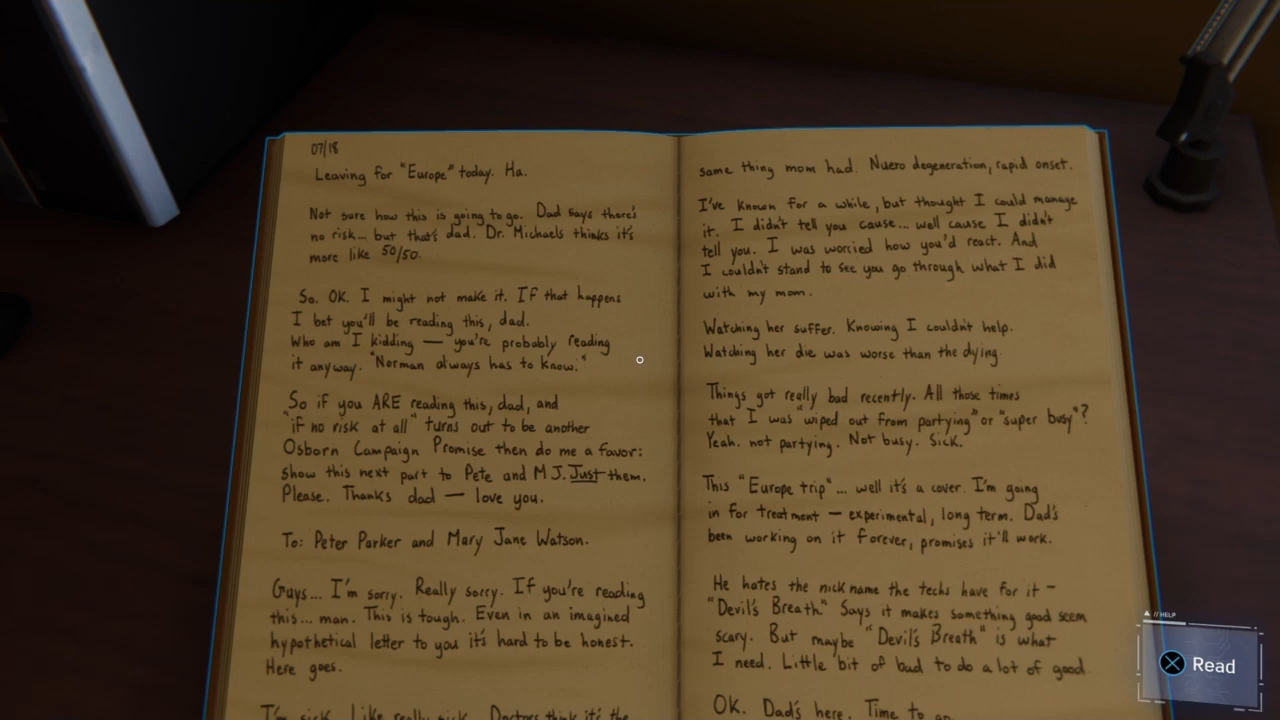 07/18
Leaving for "Europe" today. Ha.
Not sure how this is going to go. Dad says there's
no risk... but that's dad. Dr. Michaels thinks it's
more like 50/50.
So. OK. I might not make it. If that happens
I bet you'll be reading this, dad.
Who am I kidding — you're probably reading
it anyway. "Norman always has to know."
So if you ARE reading this, dad, and
"if no risk at all" turns out to be another
Osborn Campaign Promise then do me a favor:
show this next part to Pete and MJ. Just them.
Please. Thanks dad — love you.
To: Peter Parker and Mary Jane Watson.
Guys... I'm sorry. Really sorry. If you're reading
this... man. This is tough. Even in an imagined
hypothetical letter to you it's hard to be honest.
Here goes.
I'm sick. Like really sick. Doctors think it's the
same thing mom had. Nuero degeneration, rapid onset.
I've known for a while, but thought I could manage
it. I didn't tell you cause... well cause I didn't
tell you. I was worried how you'd react. And
I couldn't stand to see you go through what I did
with my mom.
Watching her suffer. Knowing I couldn't help.
Watching her die was worse than the dying.
Things got really bad recently. All those times
that I was "wiped out from partying" or "super busy"?
Yeah. not partying. Not busy. Sick.
This "Europe trip"... well it's a cover. I'm going
in for treatment — experimental, long term. Dad's
been working on it forever, promises it'll work.
He hates the nickname the techs have for it -
"Devil's Breath." Says it makes something good seem
scary. But maybe "Devil's Breath" is what
I need. Little bit of bad to do a lot of good.
OK. Dad's here. Time to go.
// HELP
Read